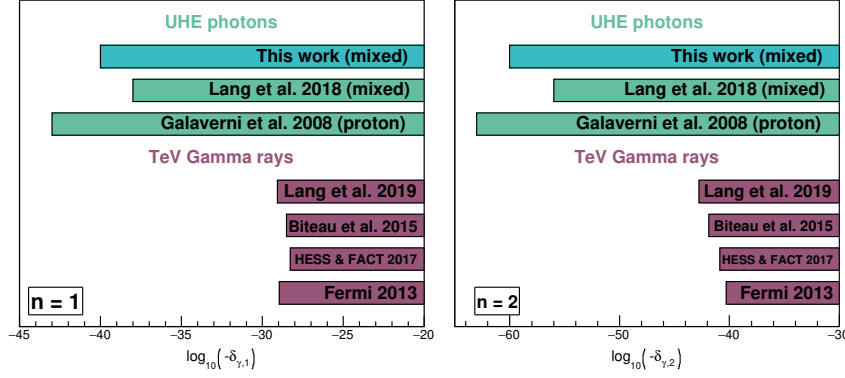 UHE photons
This work (mixed)
Lang et al. 2018 (mixed)
Galaverni et al. 2008 (proton)
TeV Gamma rays
Lang et al. 2019
Biteau et al. 2015
HESS & FACT 2017
Fermi 2013
n = 1
−45 −40 −35 −30 −25 −20
log₁₀(-δγ,1)
UHE photons
This work (mixed)
Lang et al. 2018 (mixed)
Galaverni et al. 2008 (proton)
TeV Gamma rays
Lang et al. 2019
Biteau et al. 2015
HESS & FACT 2017
Fermi 2013
n = 2
−60 −50 −40 −30
log₁₀(-δγ,2)